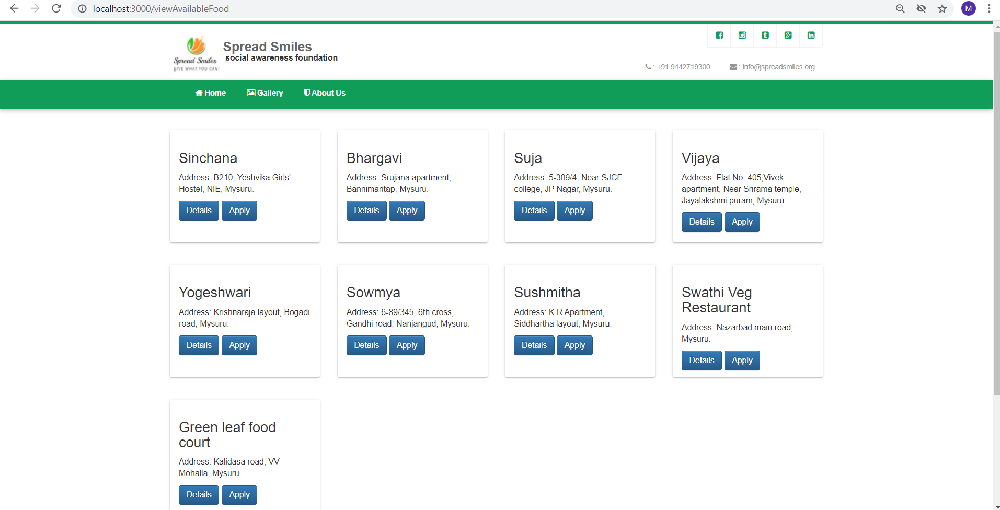 localhost:3000/viewAvailableFood
M
Spread Smiles
GIVE WHAT YOU CAN!
Spread Smiles
social awareness foundation
: +91 9442719300
: info@spreadsmiles.org
Home
Gallery
About Us
Sinchana
Address: B210, Yeshvika Girls'
Hostel, NIE, Mysuru.
Details
Apply
Bhargavi
Address: Srujana apartment,
Bannimantap, Mysuru.
Details
Apply
Suja
Address: 5-309/4, Near SJCE
college, JP Nagar, Mysuru.
Details
Apply
Vijaya
Address: Flat No. 405,Vivek
apartment, Near Srirama temple,
Jayalakshmi puram, Mysuru.
Details
Apply
Yogeshwari
Address: Krishnaraja layout, Bogadi
road, Mysuru.
Details
Apply
Sowmya
Address: 6-89/345, 6th cross,
Gandhi road, Nanjangud, Mysuru.
Details
Apply
Sushmitha
Address: K R Apartment,
Siddhartha layout, Mysuru.
Details
Apply
Swathi Veg
Restaurant
Address: Nazarbad main road,
Mysuru.
Details
Apply
Green leaf food
court
Address: Kalidasa road, VV
Mohalla, Mysuru.
Details
Apply